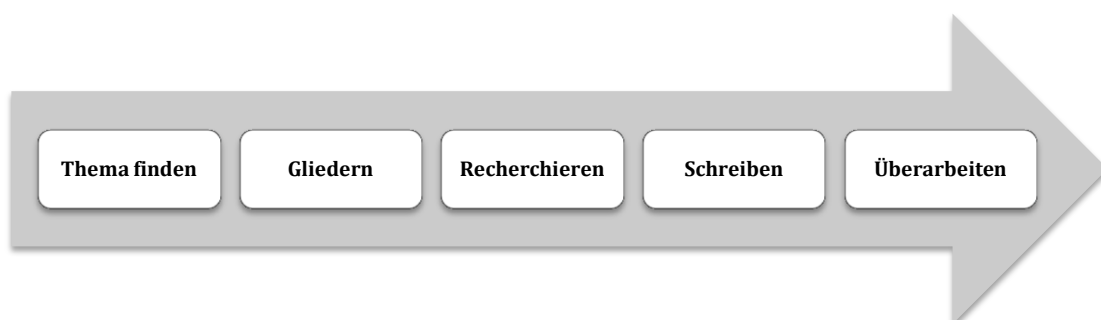 Thema finden
Gliedern
Recherchieren
Schreiben
Überarbeiten